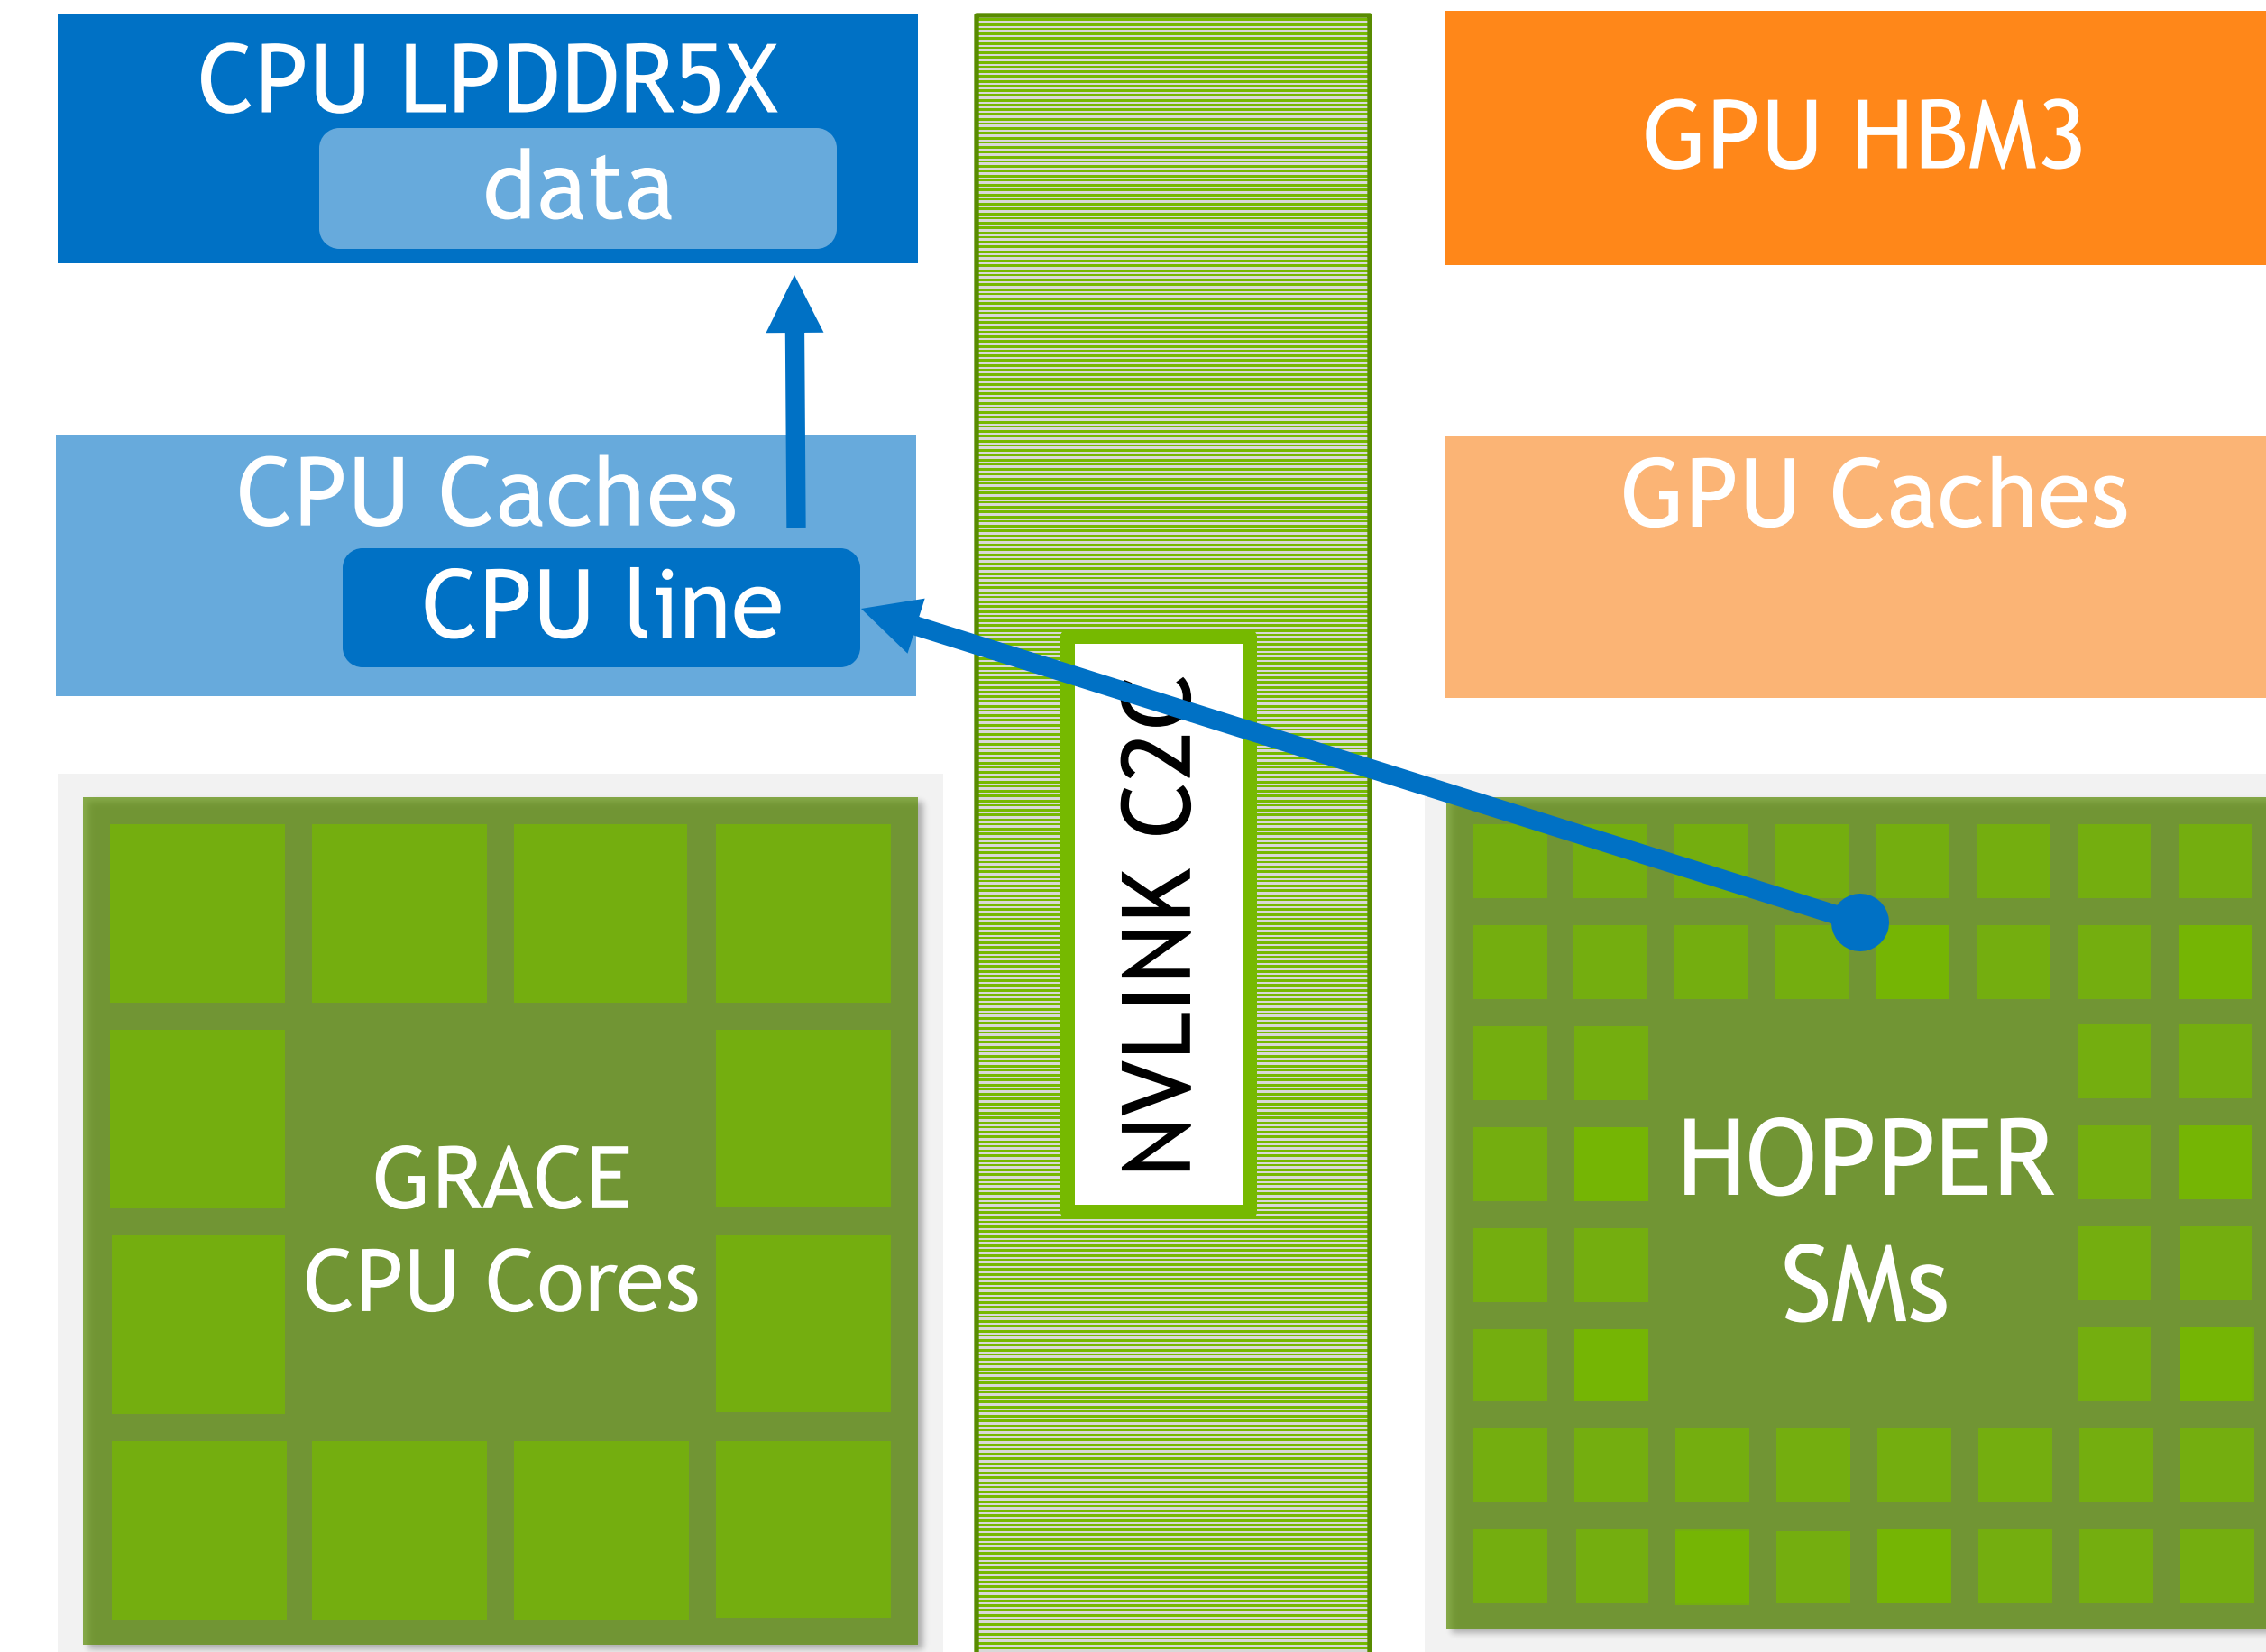 CPU LPDDR5X
data
CPU Caches
CPU line
GRACE
CPU Cores
NVLINK C2C
GPU HBM3
GPU Caches
HOPPER
SMs